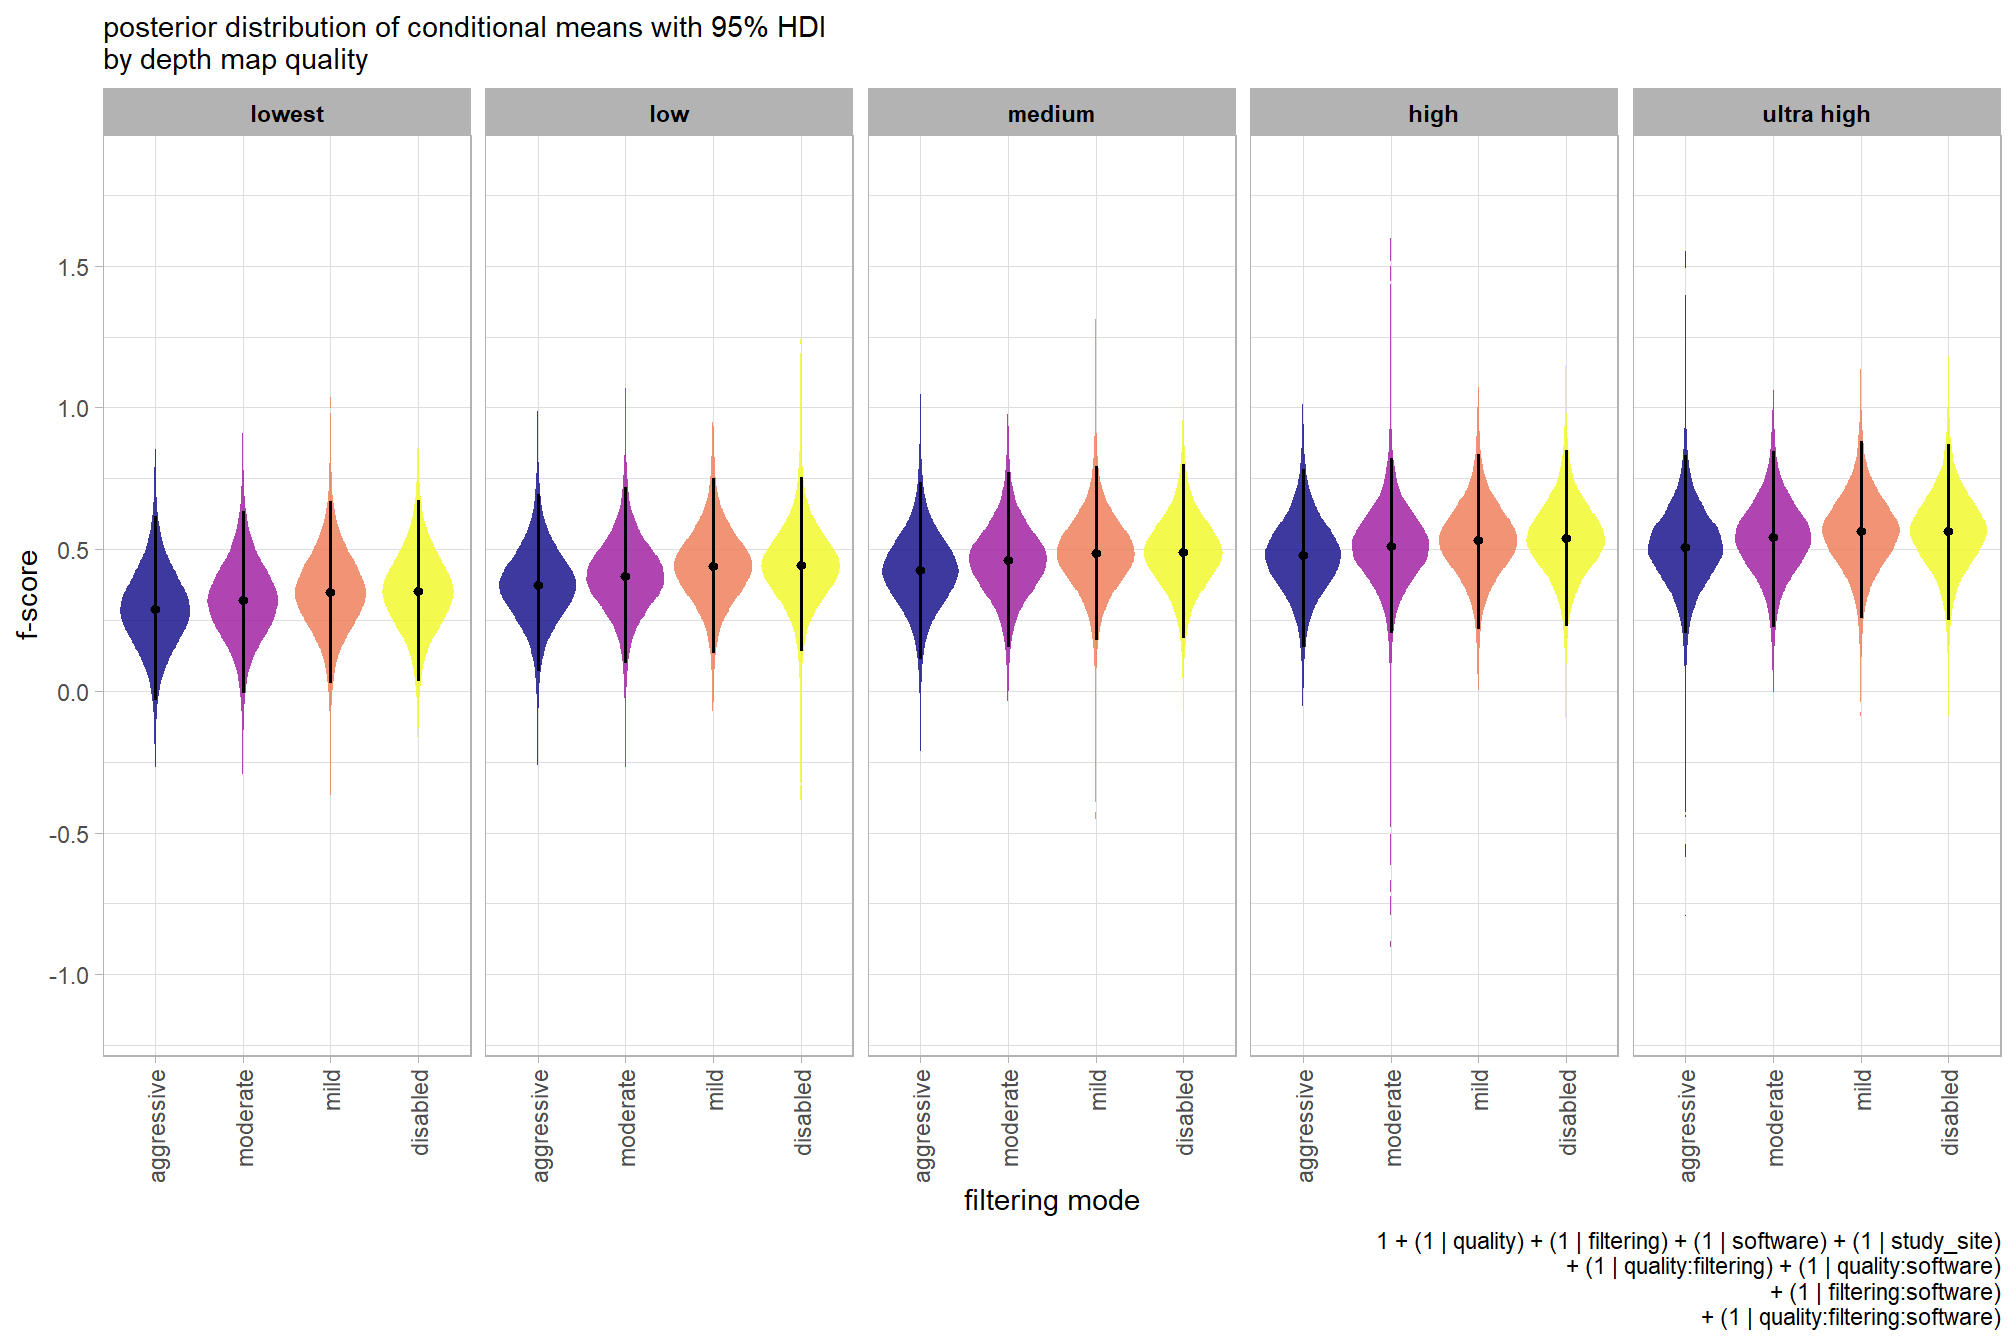 posterior distribution of conditional means with 95% HDI
by depth map quality
lowest
low
medium
high
ultra high
f-score
1.5
1.0
0.5
0.0
-0.5
-1.0
aggressive
moderate
mild
disabled
aggressive
moderate
mild
disabled
aggressive
moderate
mild
disabled
aggressive
moderate
mild
disabled
aggressive
moderate
mild
disabled
filtering mode
1 + (1 | quality) + (1 | filtering) + (1 | software) + (1 | study_site)
+ (1 | quality:filtering) + (1 | quality:software)
+ (1 | filtering:software)
+ (1 | quality:filtering:software)